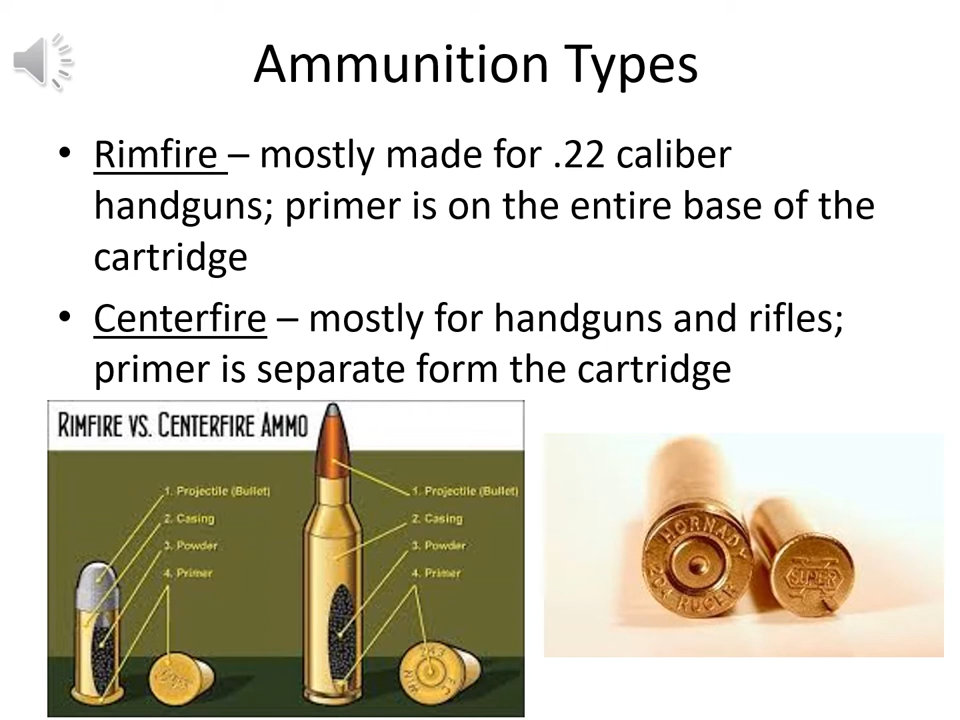 Ammunition Types
• Rimfire – mostly made for .22 caliber
handguns; primer is on the entire base of the
cartridge
• Centerfire – mostly for handguns and rifles;
primer is separate form the cartridge
RIMFIRE VS. CENTERFIRE AMMO
1. Projectile (Bullet)
2. Casing
3. Powder
4. Primer
1. Projectile (Bullet)
2. Casing
3. Powder
4. Primer
243
WIN
HORNADY
204 RUGER
SUPER